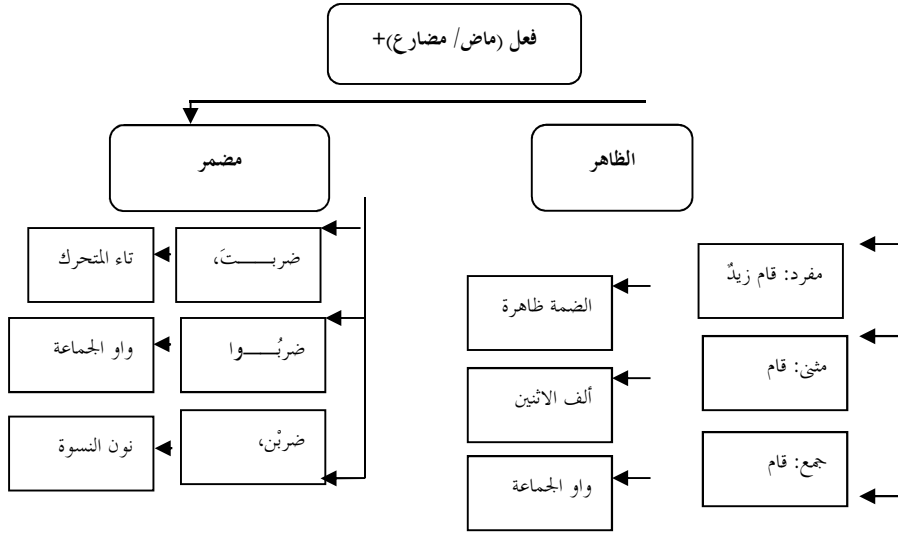 فعل (ماض/ مضارع)+
الظاهر
مضمر
مفرد: قام زيدٌ
الضمة ظاهرة
مثنى: قام
ألف الاثنين
جمع: قام
واو الجماعة
ضربــــتَ،
تاء المتحرك
ضربُــــوا
واو الجماعة
ضربْن،
نون النسوة